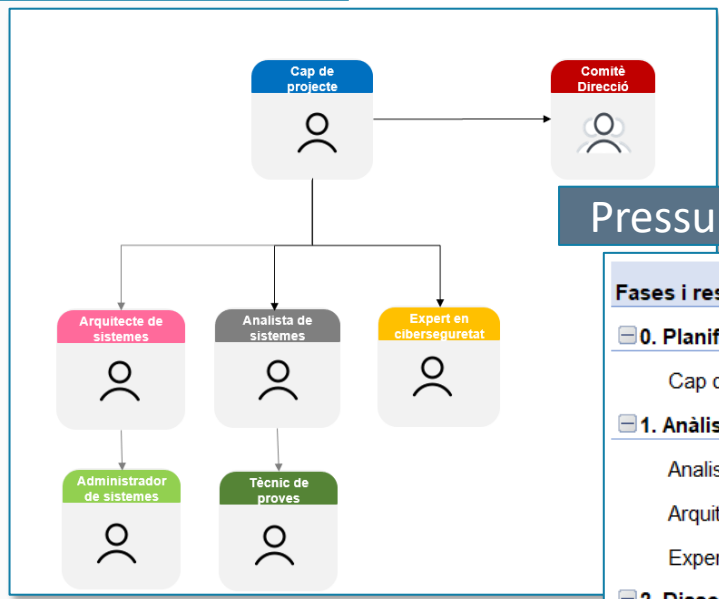 Cap de
projecte
Comitè
Direcció
Arquitecte de
sistemes
Analista de
sistemes
Expert en
ciberseguretat
Administrador
de sistemes
Tècnic de
proves
Pressu
Fases i res
0. Planif
Cap
1. Anàlis
Analis
Arquit
Exper